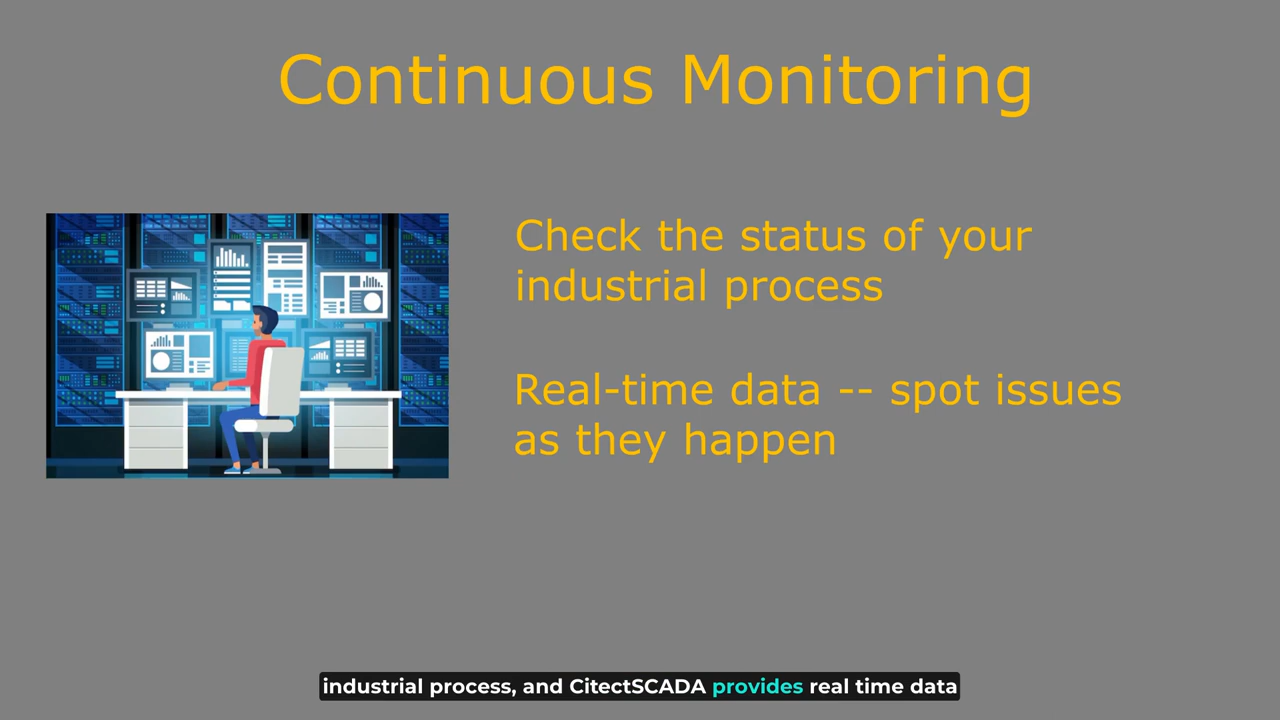 Continuous Monitoring
Check the status of your
industrial process
Real-time data -- spot issues
as they happen
industrial process, and CitectSCADA provides real time data